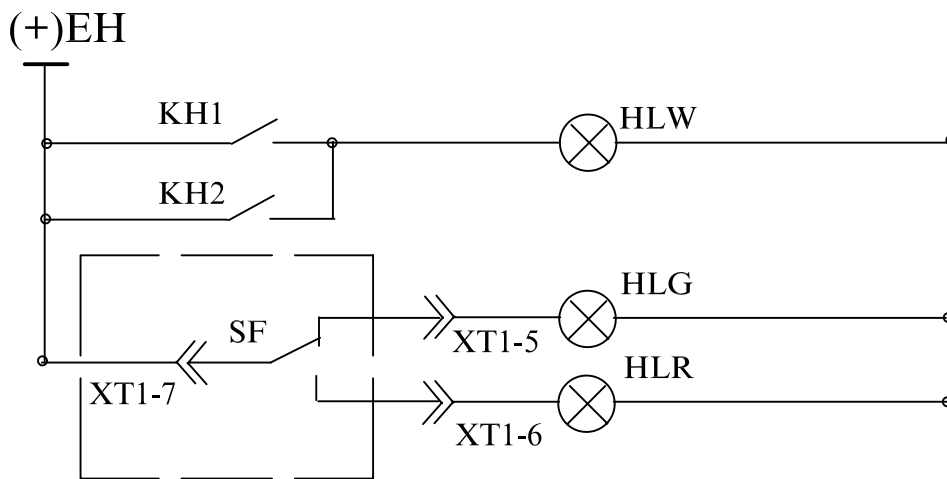 (+)EH
KH1
HLW
KH2
HLG
SF
XT1-5
HLR
XT1-7
XT1-6